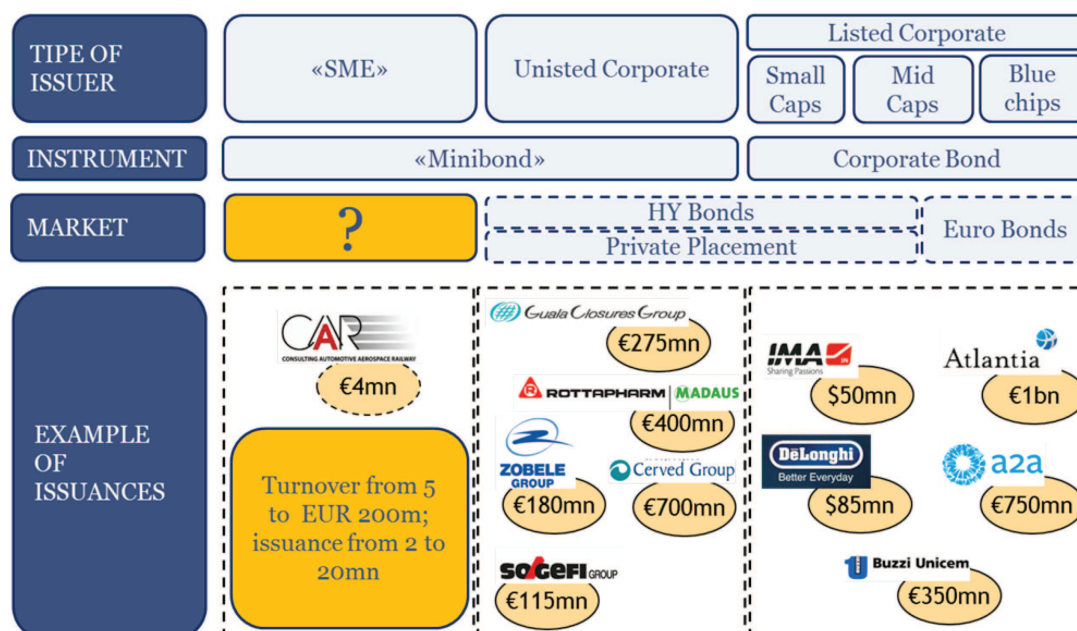 TIPE OF
ISSUER
«SME»
Unisted Corporate
Listed Corporate
Small
Caps
Mid
Caps
Blue
chips
INSTRUMENT
«Minibond»
Corporate Bond
MARKET
?
HY Bonds
Private Placement
Euro Bonds
EXAMPLE
OF
ISSUANCES
CAR
CONSULTING AUTOMOTIVE AEROSPACE RAILWAY
€4mn
Turnover from 5
to EUR 200m;
issuance from 2 to
20mn
Guala Closures Group
€275mn
ROTTAPHARM MADAUS
€400mn
ZOBELE
GROUP
€180mn
Cerved Group
€700mn
SOGEFI GROUP
€115mn
IMA
Sharing Passions
$50mn
Atlantia
€1bn
DeLonghi
Better Everyday
$85mn
a2a
€750mn
Buzzi Unicem
€350mn